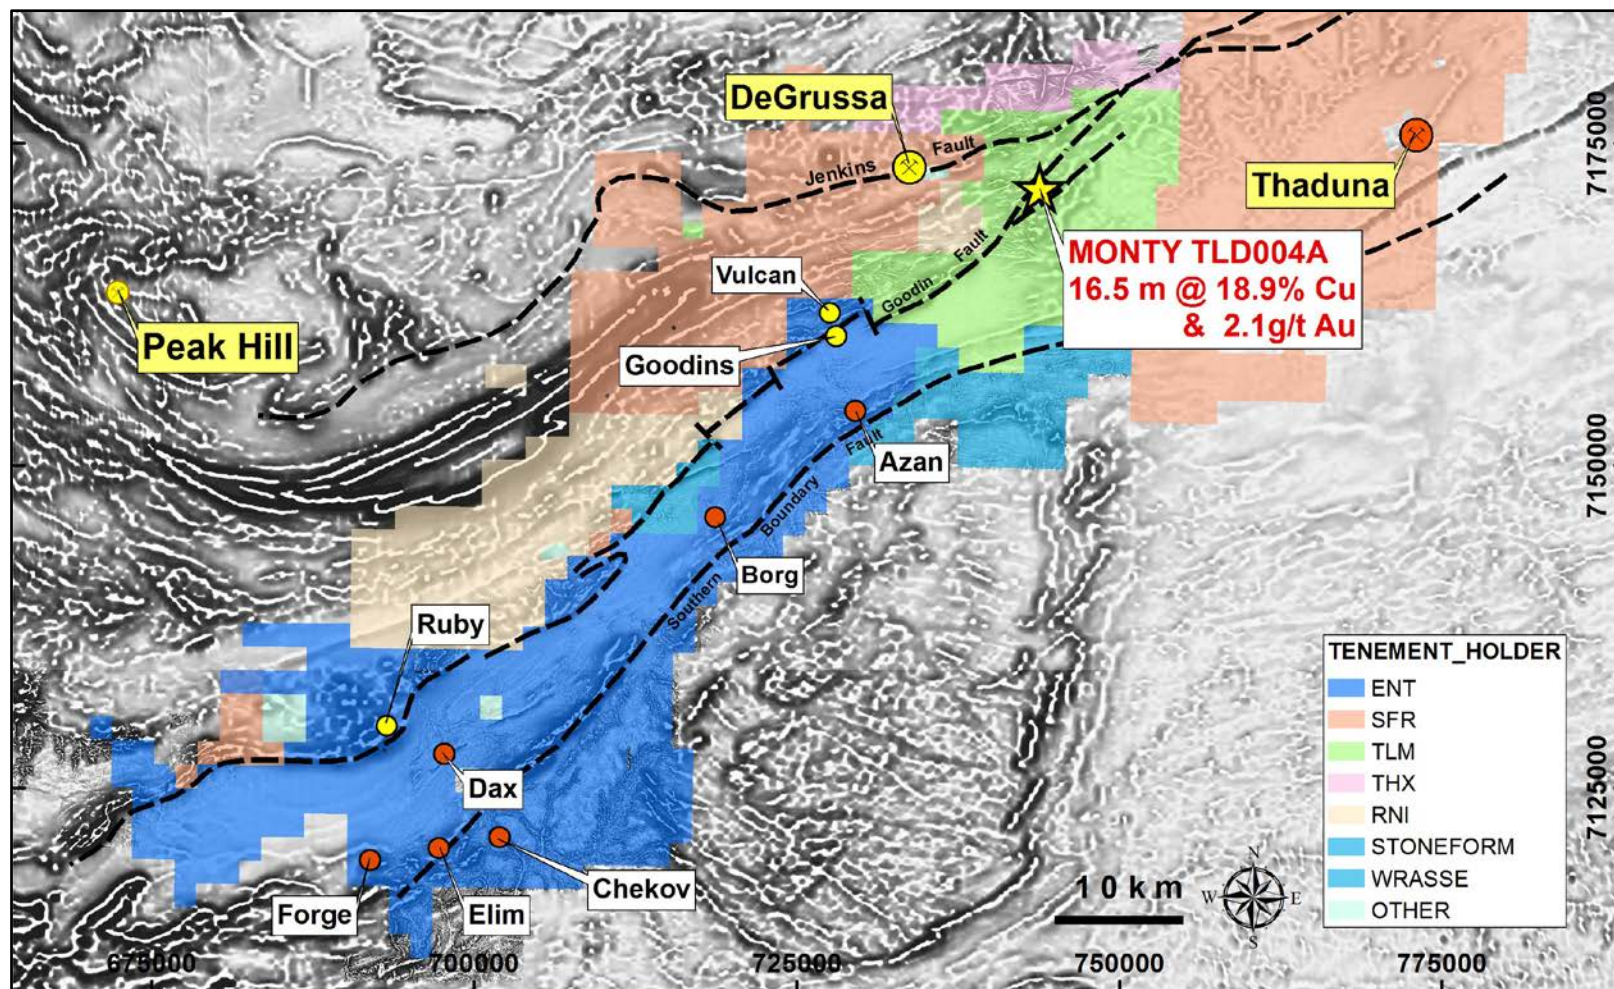 DeGrussa
Jenkins Fault
Thaduna
MONTY TLD004A
16.5 m @ 18.9% Cu
& 2.1g/t Au
Vulcan
Goodin Fault
Peak Hill
Goodins
Azan
Southern Boundary Fault
Borg
Ruby
Dax
Chekov
Forge
Elim
TENEMENT_HOLDER
ENT
SFR
TLM
THX
RNI
STONEFORM
WRASSE
OTHER
10 km
N
W
E
S
675000
700000
725000
750000
775000
7175000
7150000
7125000